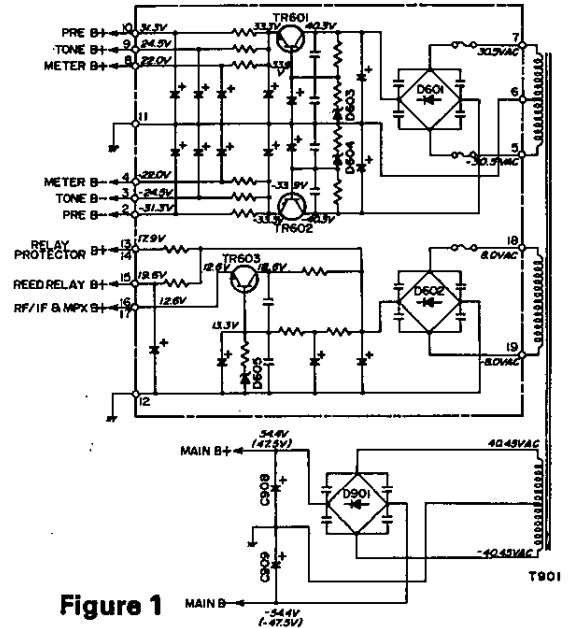 TR601
PRE B+ 10 31.3V 33.3V 40.3V
TONE B+ 9 24.5V
METER B+ 8 22.0V
7
30.5VAC
D601
6
D603
11
D604
5
-30.5VAC
METER B- 4 -22.0V
TONE B- 3 -24.5V -33.9V
PRE B- 2 -31.3V -33.3V -40.3V
TR602
RELAY PROTECTOR B+ 13 14 17.9V
TR603
18
8.0VAC
REED RELAY B+ 15 19.6V 12.6V 18.6V
RF/IF & MPX B+ 16 17 12.6V
D602
13.3V
19
-8.0VAC
D605
12
MAIN B+ 54.4V
(47.5V)
40.45VAC
C908
D901
C909
-40.45VAC
T901
Figure 1
MAIN B- -54.4V
(-47.5V)